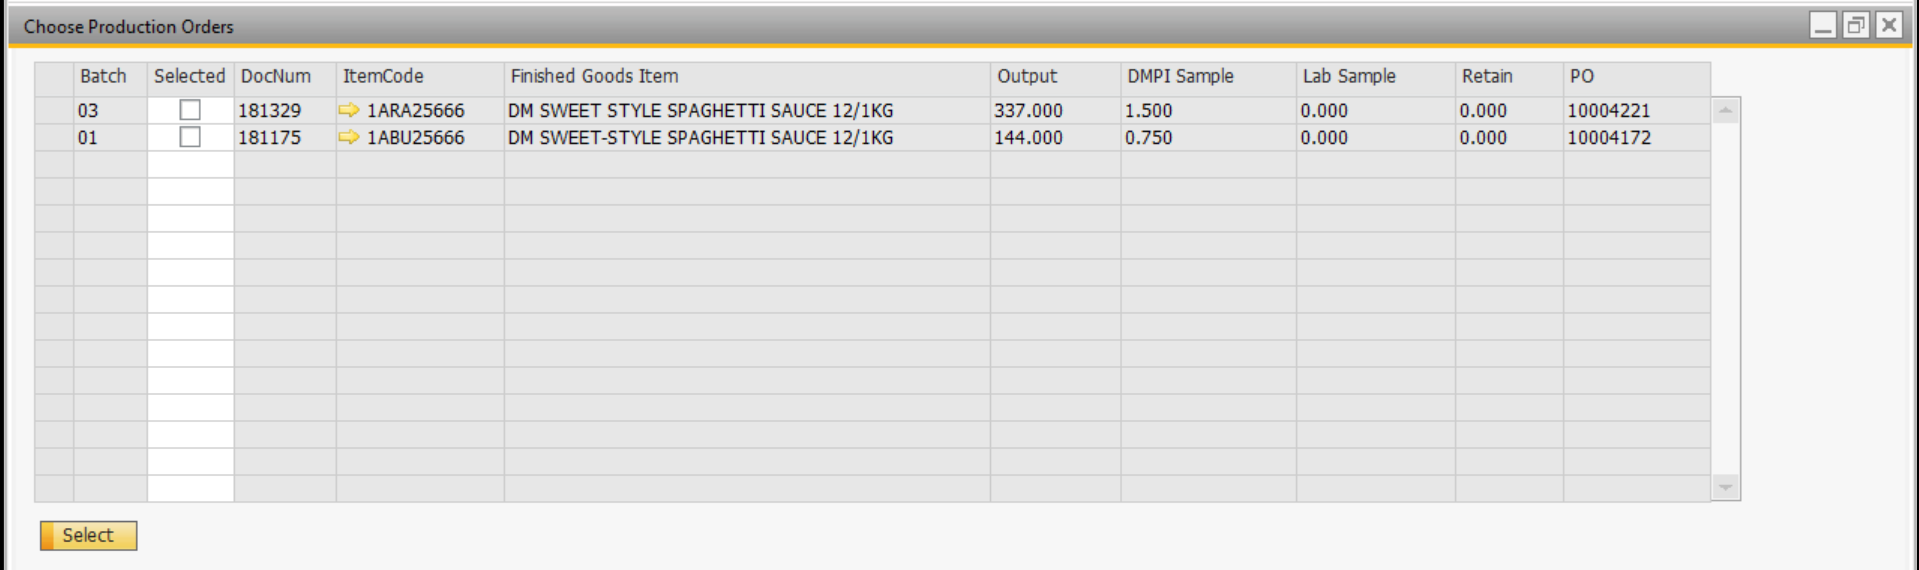 Choose Production Orders
Batch Selected DocNum ItemCode Finished Goods Item Output DMPI Sample Lab Sample Retain PO
03 181329 1ARA25666 DM SWEET STYLE SPAGHETTI SAUCE 12/1KG 337.000 1.500 0.000 0.000 10004221
01 181175 1ABU25666 DM SWEET-STYLE SPAGHETTI SAUCE 12/1KG 144.000 0.750 0.000 0.000 10004172
Select